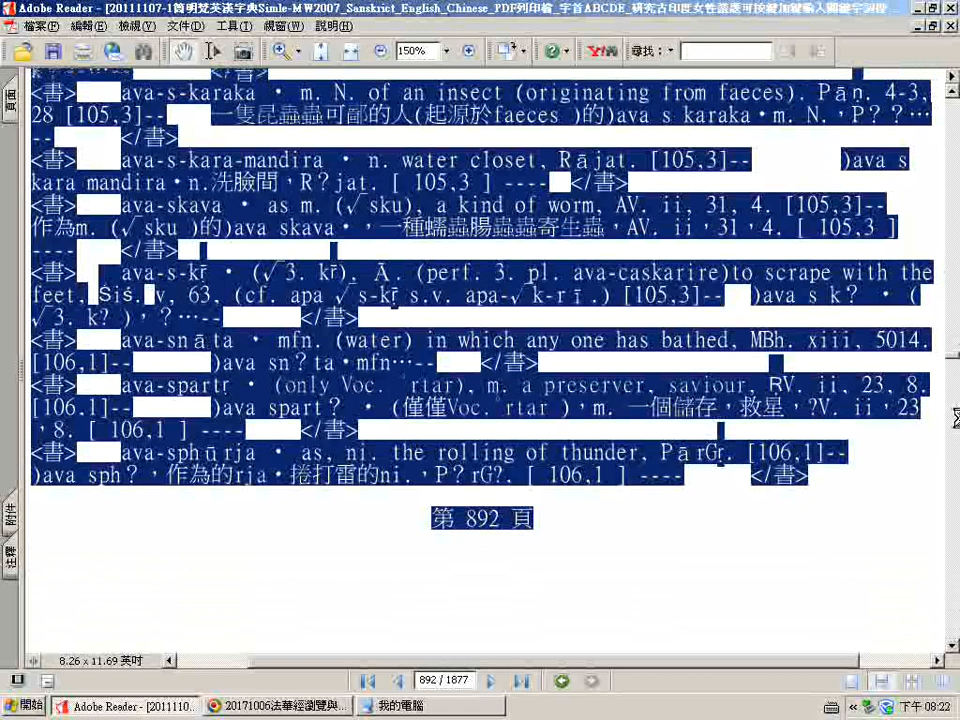 Adobe Reader - [20111107-1簡明梵英漢字典Simle-MW2007_Sanskrict_English_Chinese_PDF列印檔_字首ABCDE_研究古印度女性
檔案(F) 編輯(E) 檢視(V) 文件(D) 工具(T) 視窗(W) 說明(H)
150% 尋找:
頁面
<書> ava-s-karaka • m. N. of an insect (originating from faeces). Pāṇ. 4-3,
28 [105,3]-- 一隻昆蟲蟲可鄙的人(起源於faeces )的)ava s karaka•m. N.,P??…
-- </書>
<書> ava-s-kara-mandira • n. water closet, Rājat. [105,3]-- )ava s
kara mandira•n.洗臉間,R?jat. [ 105,3 ] ---- </書>
<書> ava-skava • as m. (√sku), a kind of worm, AV. ii, 31, 4. [105,3]--
作為m. (√sku )的)ava skava•,一種蠕蟲腸蟲蟲寄生蟲,AV. ii,31,4. [ 105,3 ]
---- </書>
<書> ava-s-kṝ • (√3. kṝ), Ā. (perf. 3. pl. ava-caskarire)to scrape with the
feet, Śiś. v, 63, (cf. apa √s-kṝ s.v. apa-√k-rī.) [105,3]-- )ava s k? • (
√3. k? ),?…-- </書>
<書> ava-snāta • mfn. (water) in which any one has bathed, MBh. xiii, 5014.
[106,1]-- )ava sn?ta•mfn…-- </書>
<書> ava-spartṛ • (only Voc. °rtar), m. a preserver, saviour, RV. ii, 23, 8.
[106,1]-- )ava spart? • (僅僅Voc.°rtar ),m. 一個儲存,救星,?V. ii,23
,8. [ 106,1 ] ---- </書>
<書> ava-sphūrja • as, ni. the rolling of thunder, PārGṛ. [106,1]--
)ava sph?,作為的rja•捲打雷的ni.,P?rG?. [ 106,1 ] ---- </書>
第 892 頁
附件
注釋
8.26 x 11.69 英吋
892 / 1877
開始 Adobe Reader - [2011110... 20171006法華經瀏覽與... 我的電腦 下午 08:22